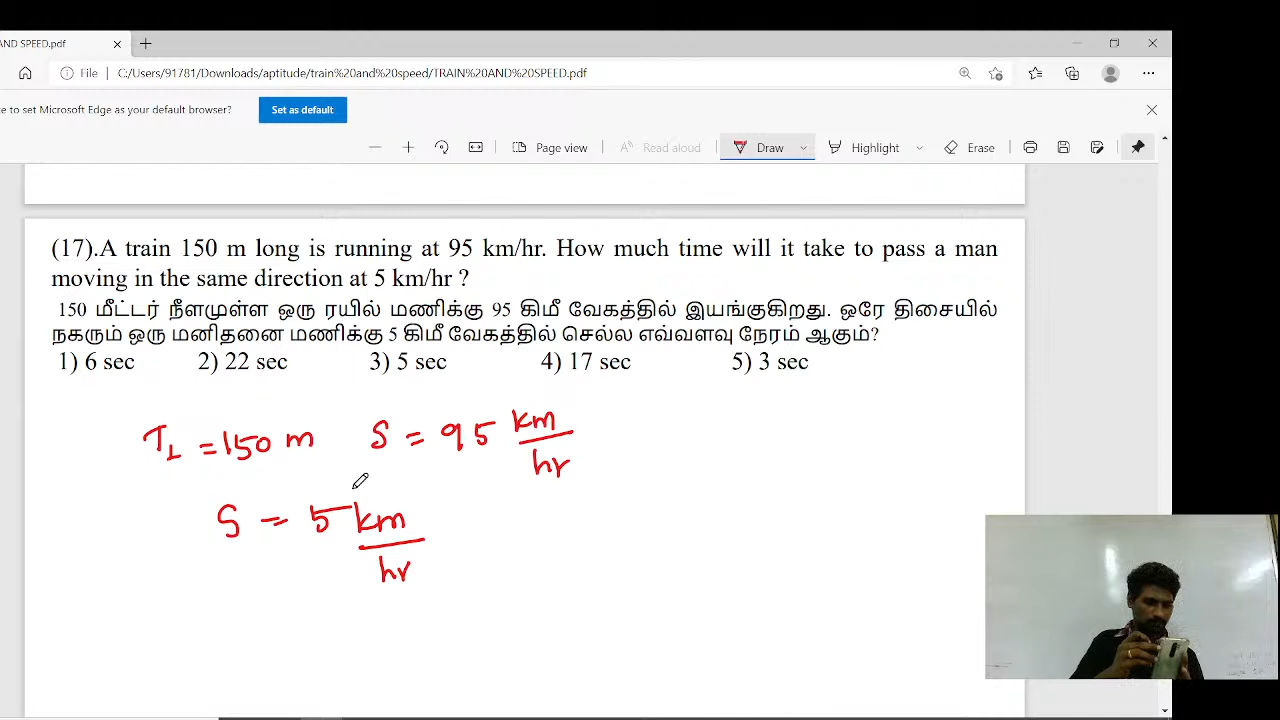 AND SPEED.pdf
File C:/Users/91781/Downloads/aptitude/train%20and%20speed/TRAIN%20AND%20SPEED.pdf
e to set Microsoft Edge as your default browser? Set as default
Page view Read aloud Draw Highlight Erase
(17).A train 150 m long is running at 95 km/hr. How much time will it take to pass a man
moving in the same direction at 5 km/hr ?
150 மீட்டர் நீளமுள்ள ஒரு ரயில் மணிக்கு 95 கிமீ வேகத்தில் இயங்குகிறது. ஒரே திசையில்
நகரும் ஒரு மனிதனை மணிக்கு 5 கிமீ வேகத்தில் செல்ல எவ்வளவு நேரம் ஆகும்?
1) 6 sec 2) 22 sec 3) 5 sec 4) 17 sec 5) 3 sec
T_L = 150 m S = 95 km/hr
S = 5 km/hr